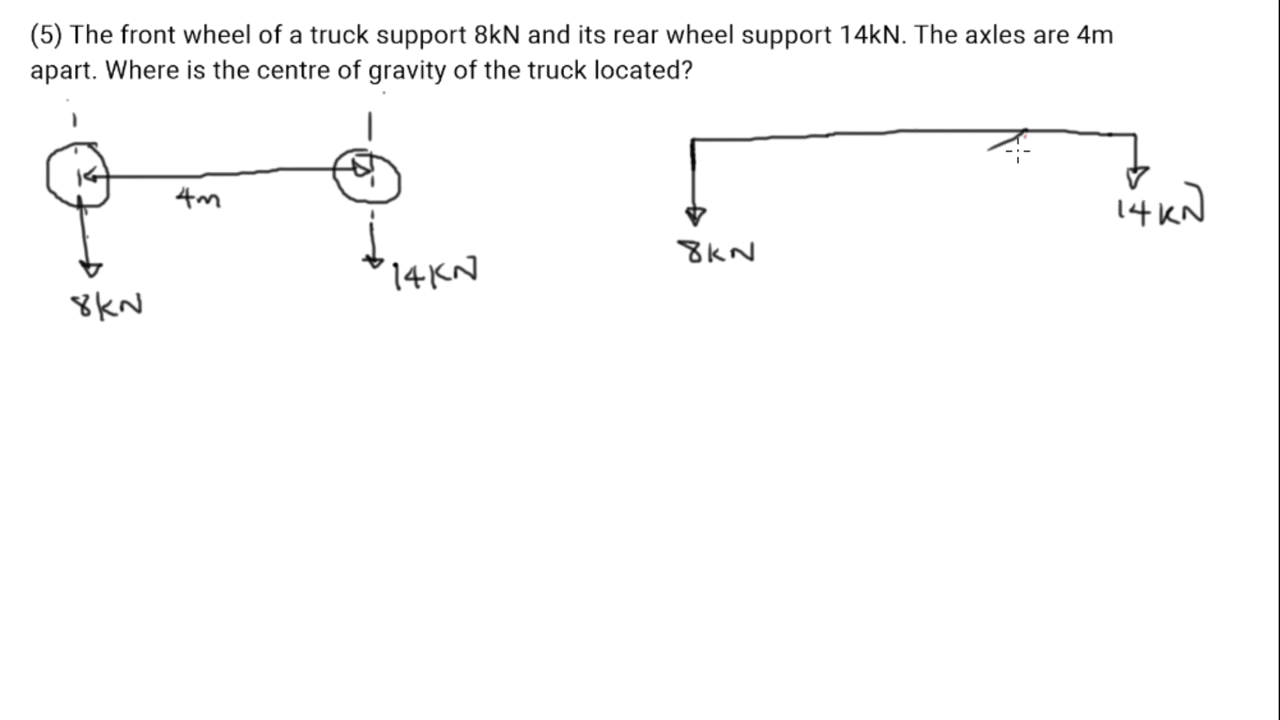 (5) The front wheel of a truck support 8kN and its rear wheel support 14kN. The axles are 4m
apart. Where is the centre of gravity of the truck located?
4m
14KN
8KN
8KN
14KN